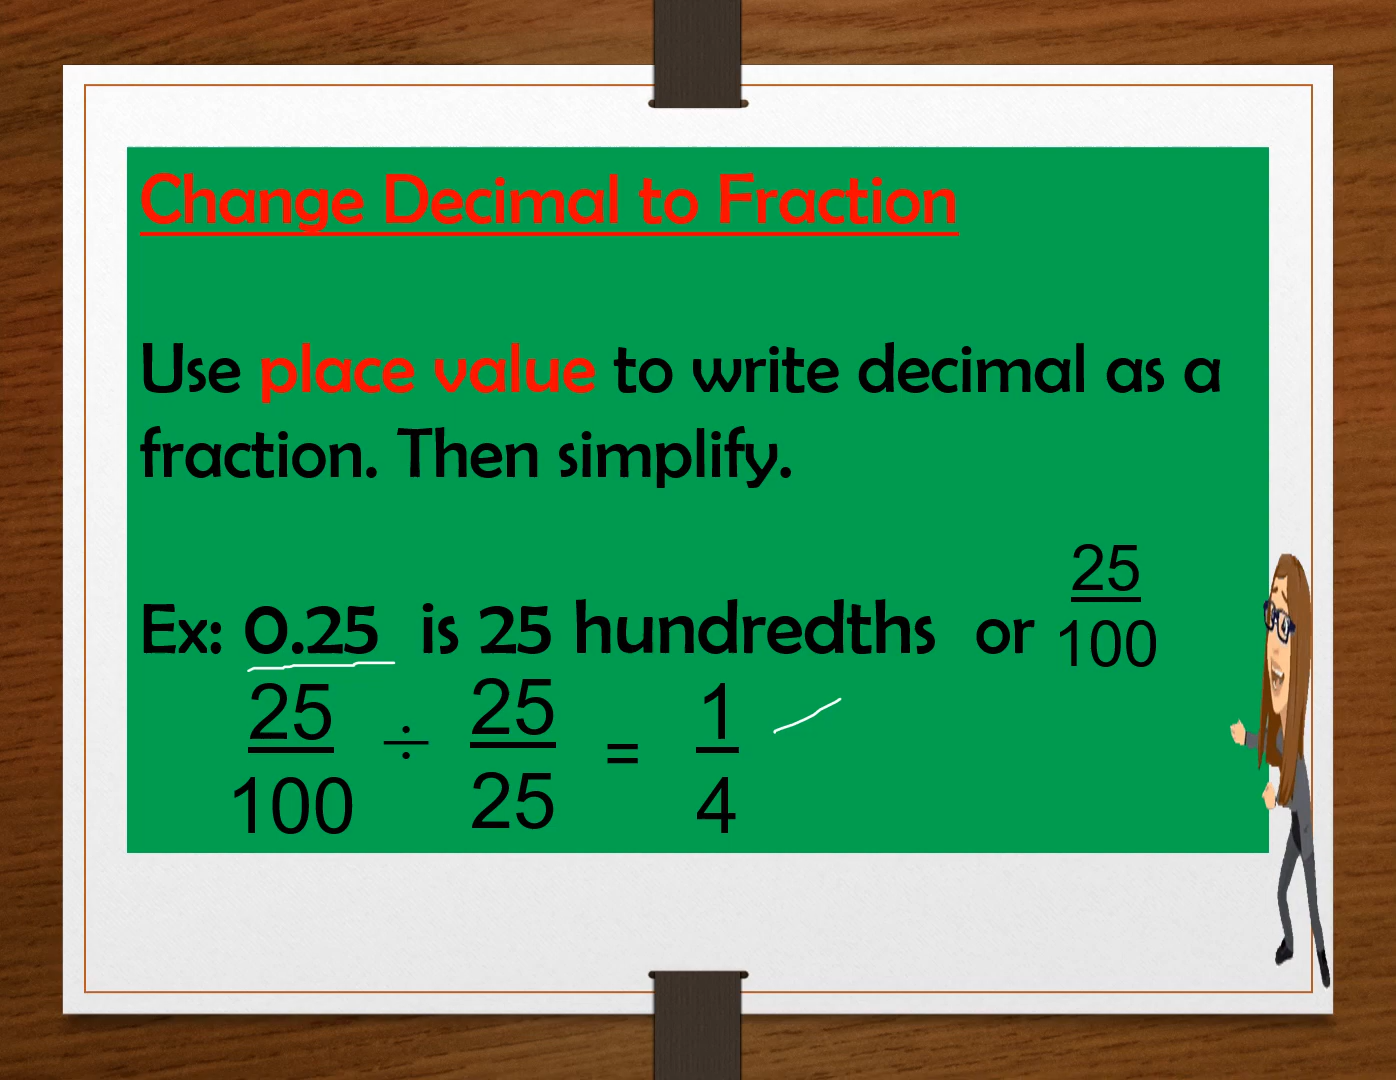 Change Decimal to Fraction
Use place value to write decimal as a
fraction. Then simplify.
Ex: 0.25 is 25 hundredths or 25/100
25/100 ÷ 25/25 = 1/4